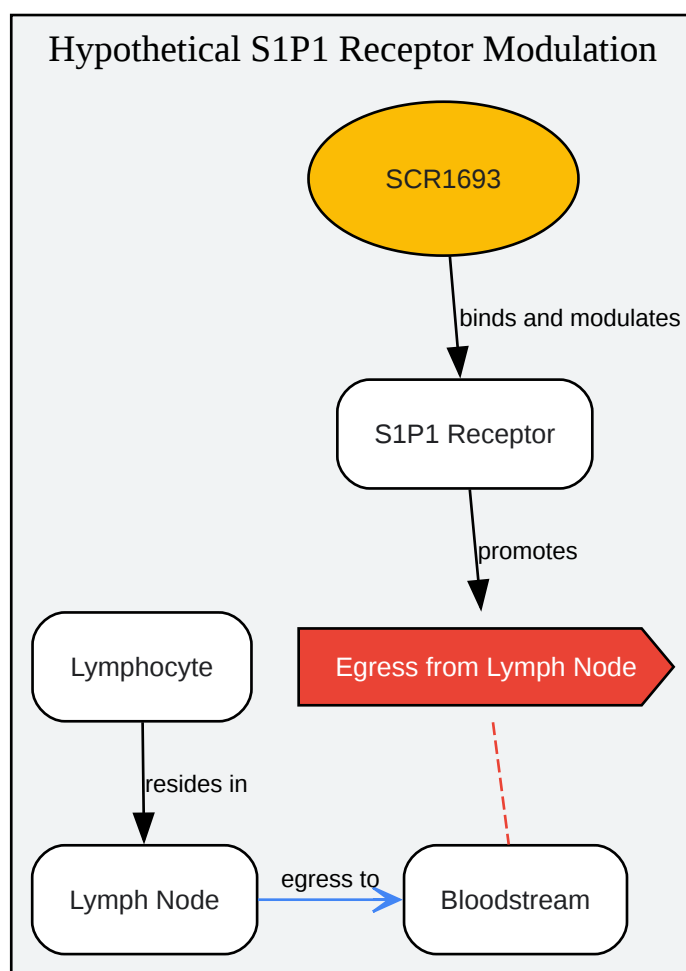 Hypothetical S1P1 Receptor Modulation
SCR1693
binds and modulates
S1P1 Receptor
promotes
Lymphocyte
Egress from Lymph Node
resides in
Lymph Node
egress to
Bloodstream